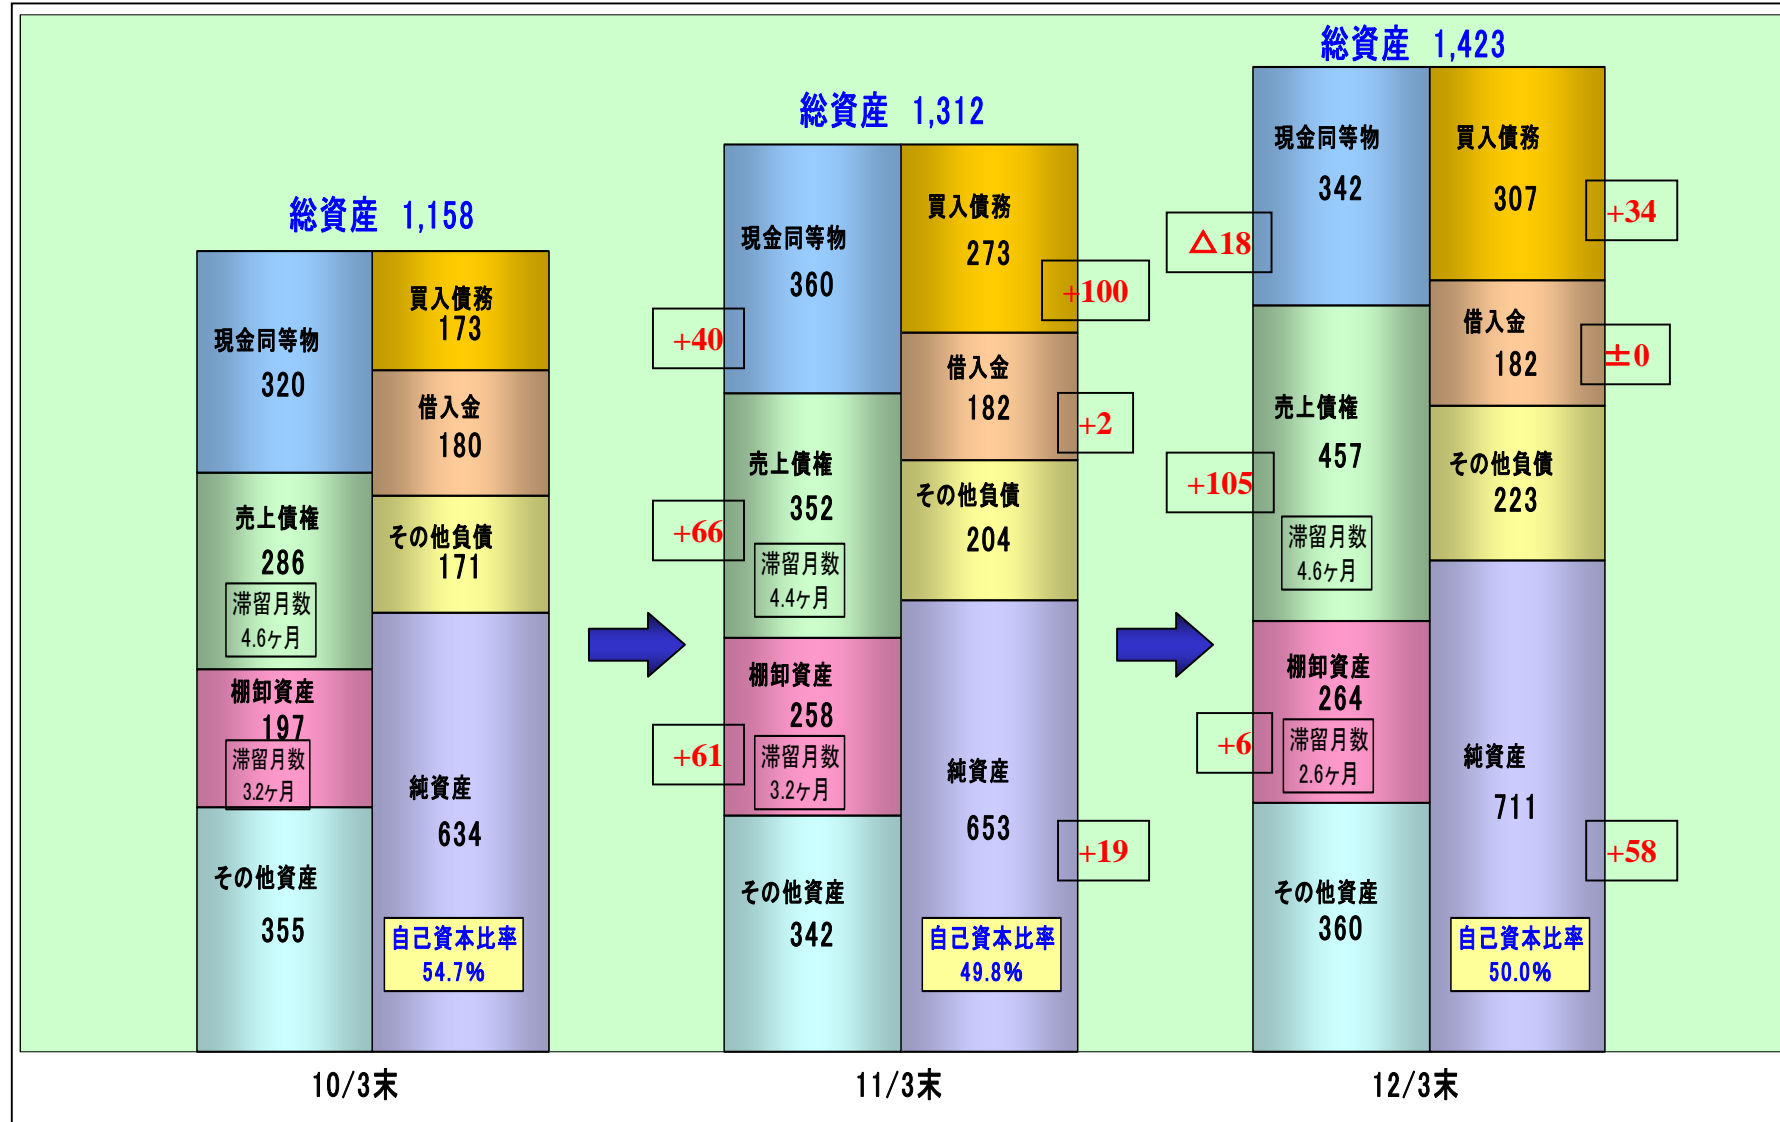 総資産 1,158
現金同等物
320
売上債権
286
滞留月数
4.6ヶ月
棚卸資産
197
滞留月数
3.2ヶ月
その他資産
355
買入債務
173
借入金
180
その他負債
171
純資産
634
自己資本比率
54.7%
10/3末
総資産 1,312
+40
+66
+61
現金同等物
360
売上債権
352
滞留月数
4.4ヶ月
棚卸資産
258
滞留月数
3.2ヶ月
その他資産
342
買入債務
273
借入金
182
その他負債
204
純資産
653
自己資本比率
49.8%
+100
+2
+19
11/3末
総資産 1,423
△18
+105
+6
現金同等物
342
売上債権
457
滞留月数
4.6ヶ月
棚卸資産
264
滞留月数
2.6ヶ月
その他資産
360
買入債務
307
借入金
182
その他負債
223
純資産
711
自己資本比率
50.0%
+34
±0
+58
12/3末